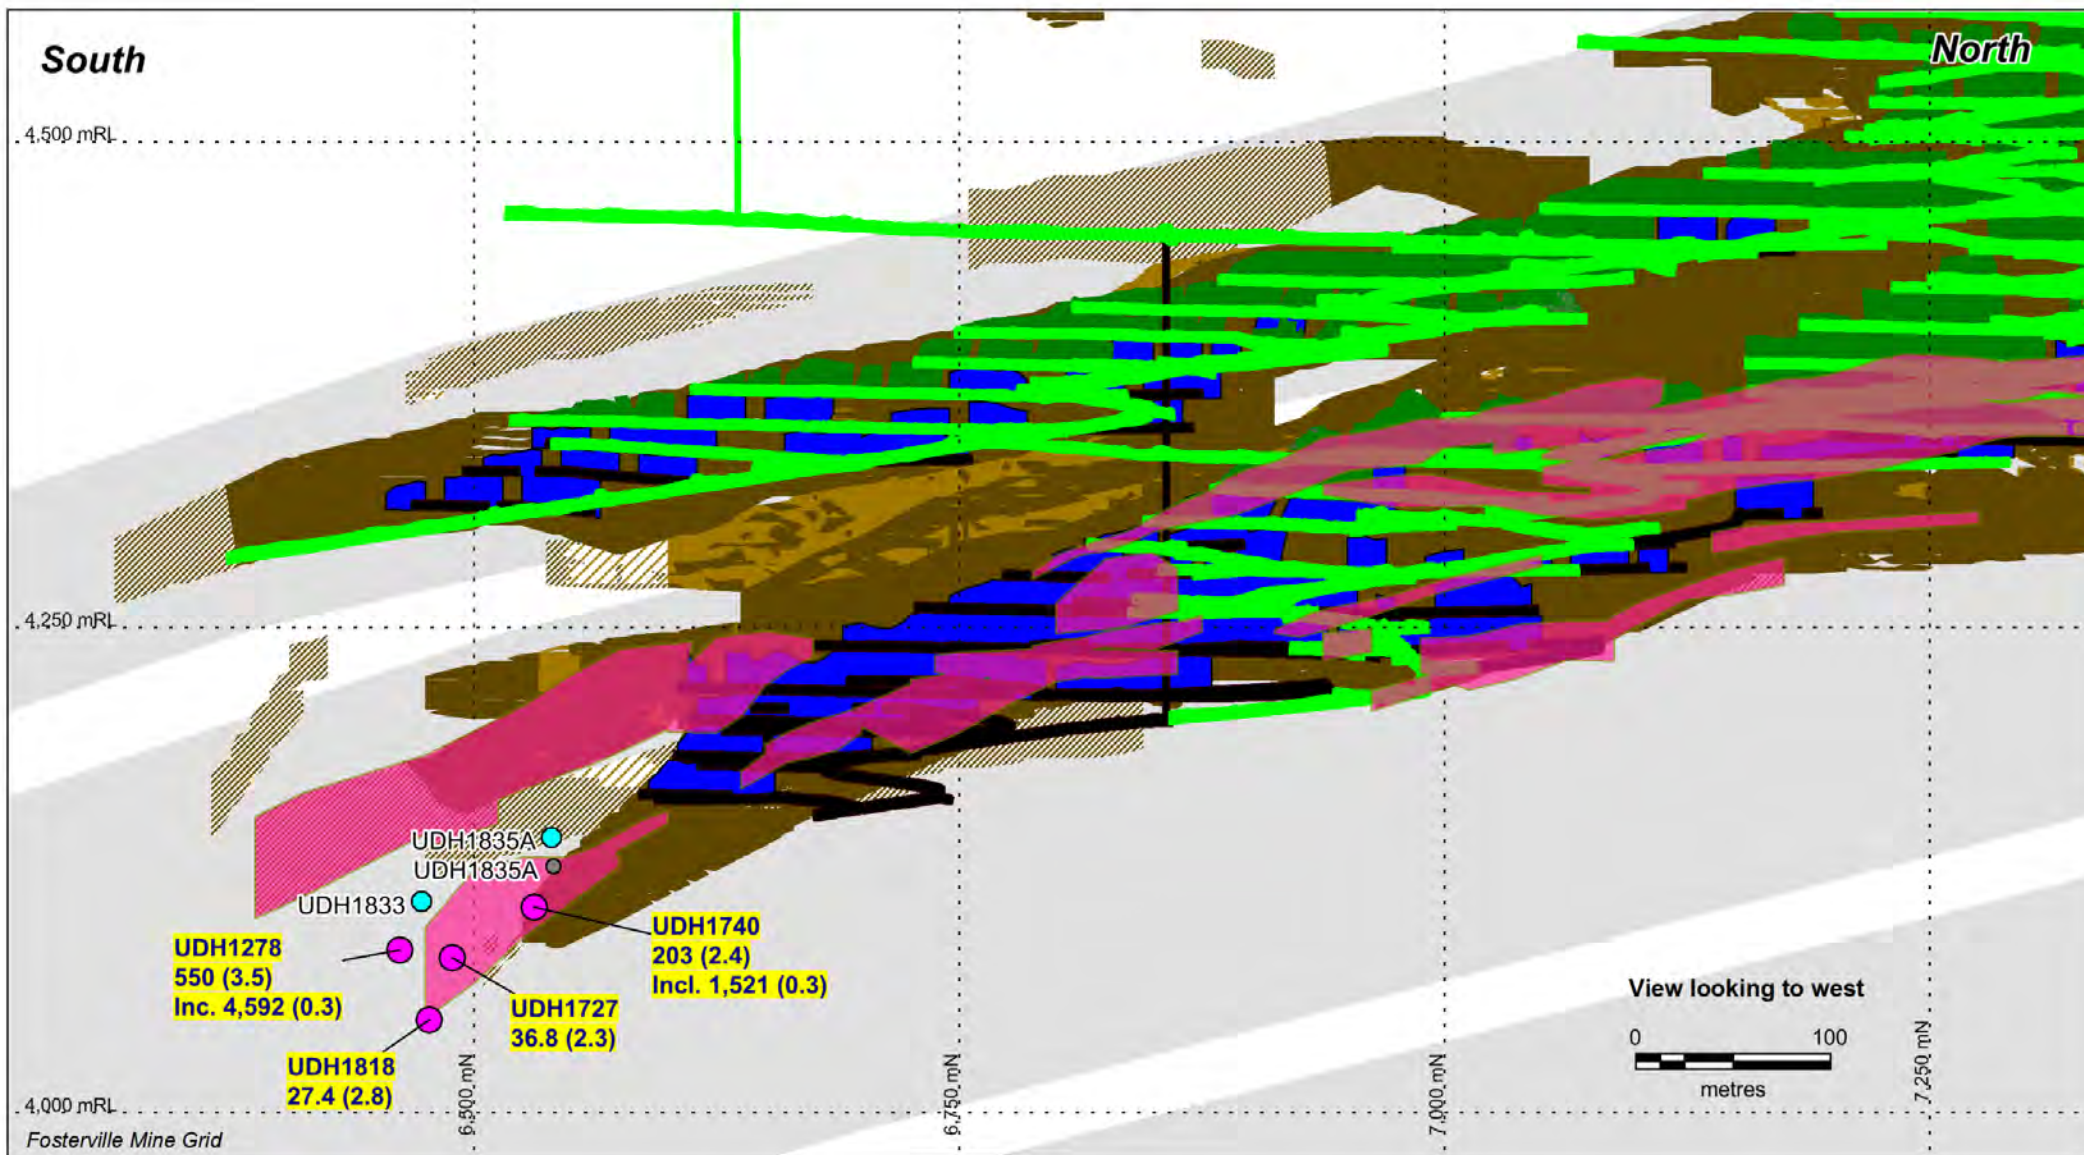 South
North
4,500 mRL
4,250 mRL
UDH1835A
UDH1835A
UDH1833
UDH1278
550 (3.5)
Inc. 4,592 (0.3)
UDH1740
203 (2.4)
Incl. 1,521 (0.3)
UDH1727
36.8 (2.3)
UDH1818
27.4 (2.8)
View looking to west
0 100
metres
4,000 mRL
6,500 mN
6,750 mN
7,000 mN
7,250 mN
Fosterville Mine Grid